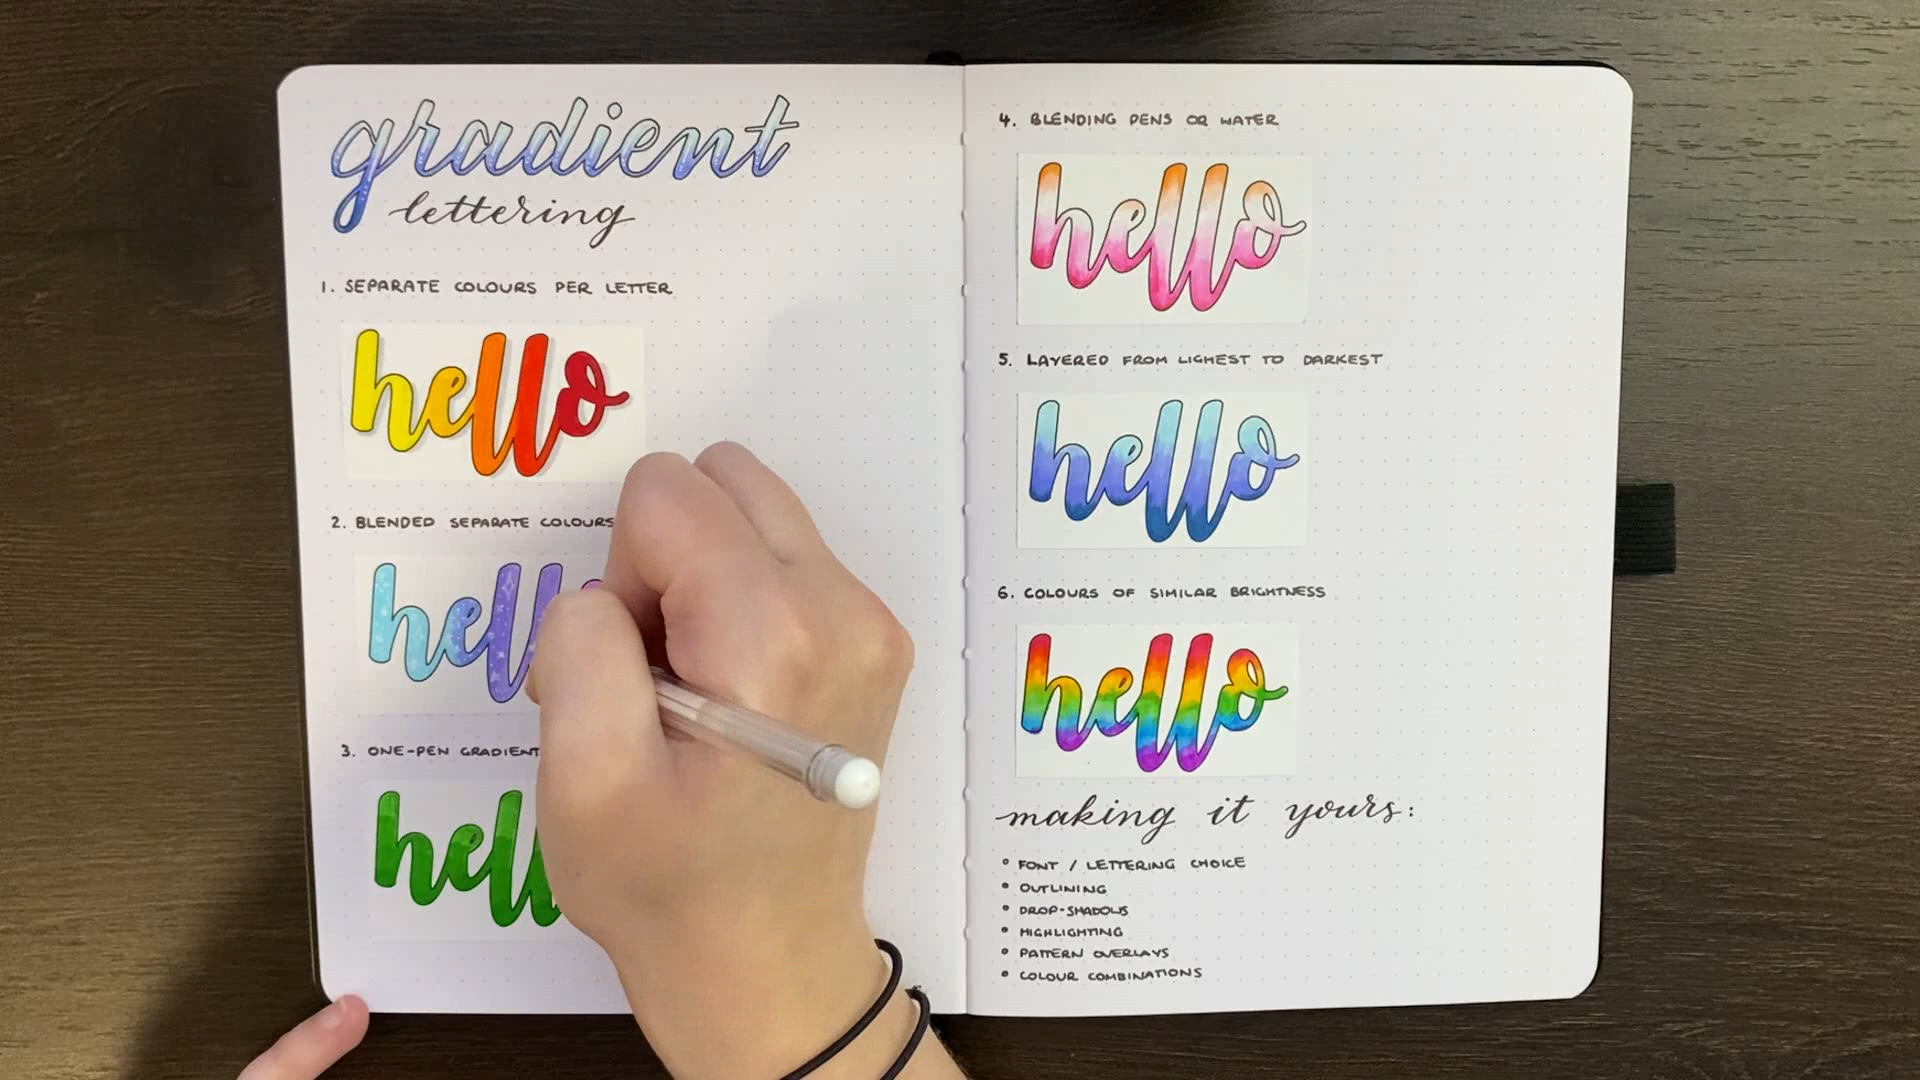 gradient
lettering
1. SEPARATE COLOURS PER LETTER
hello
2. BLENDED SEPARATE COLOURS
hell
3. ONE-PEN GRADIENT
hell
4. BLENDING PENS OR WATER
hello
5. LAYERED FROM LIGHEST TO DARKEST
hello
6. COLOURS OF SIMILAR BRIGHTNESS
hello
making it yours:
° FONT / LETTERING CHOICE
° OUTLINING
° DROP-SHADOWS
° HIGHLIGHTING
° PATTERN OVERLAYS
° COLOUR COMBINATIONS